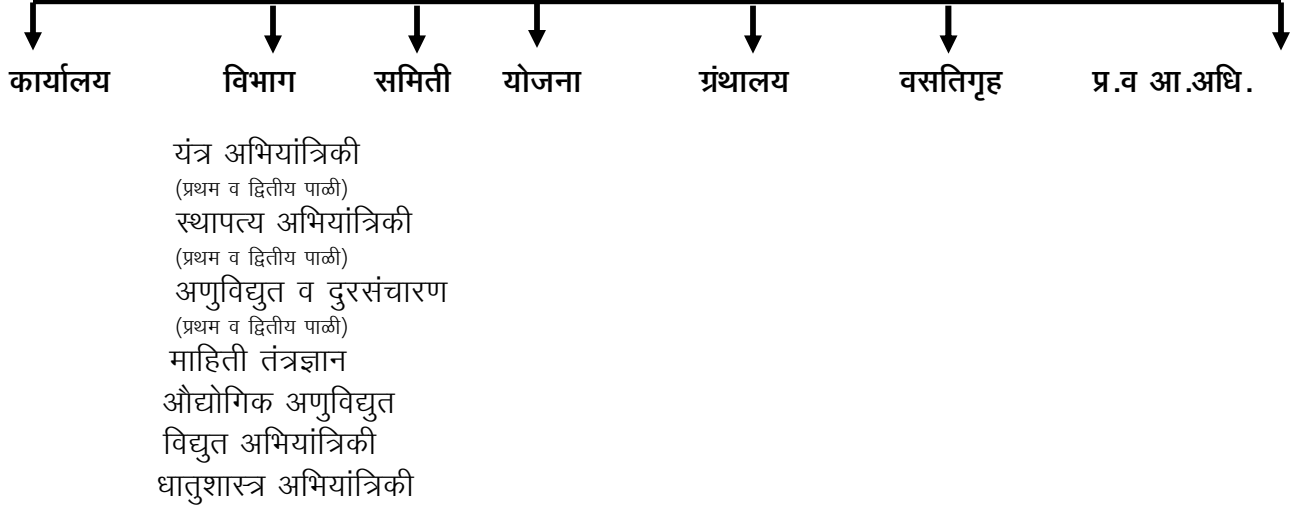 कार्यालय विभाग समिती योजना ग्रंथालय वसतिगृह प्र.व आ.अधि.
यंत्र अभियांत्रिकी
(प्रथम व द्वितीय पाळी)
स्थापत्य अभियांत्रिकी
(प्रथम व द्वितीय पाळी)
अणुविद्युत व दुरसंचारण
(प्रथम व द्वितीय पाळी)
माहिती तंत्रज्ञान
औद्योगिक अणुविद्युत
विद्युत अभियांत्रिकी
धातुशास्त्र अभियांत्रिकी